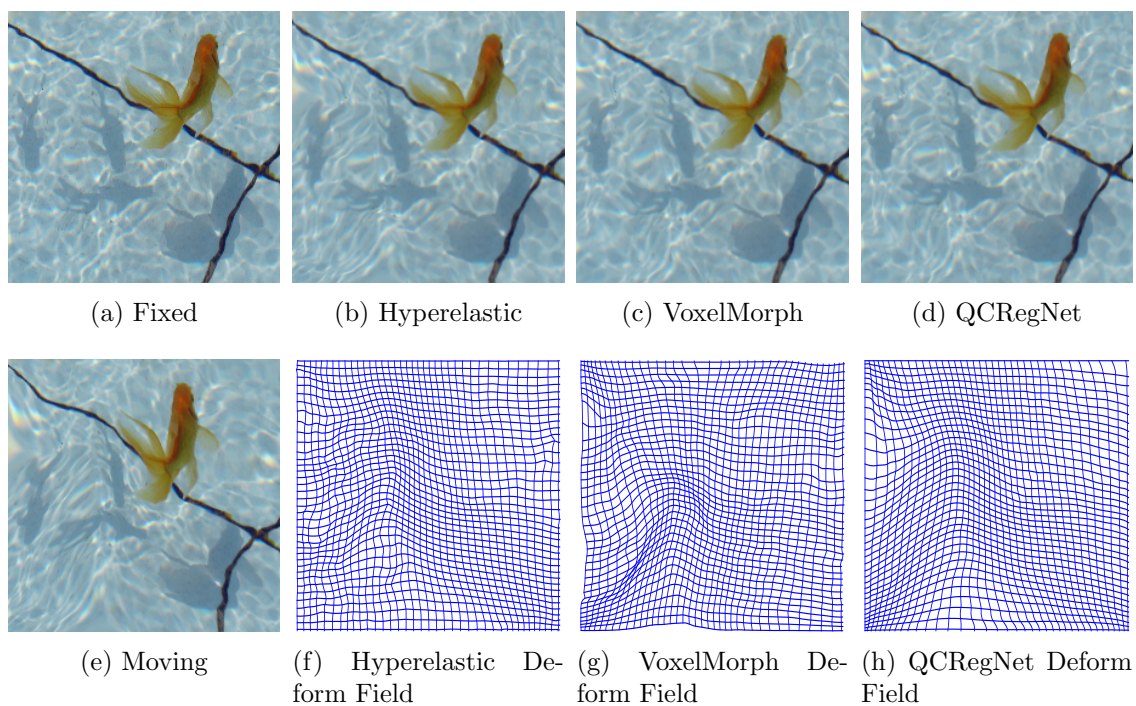 (a) Fixed
(b) Hyperelastic
(c) VoxelMorph
(d) QCRegNet
(e) Moving
(f) Hyperelastic De-
form Field
(g) VoxelMorph De-
form Field
(h) QCRegNet Deform
Field